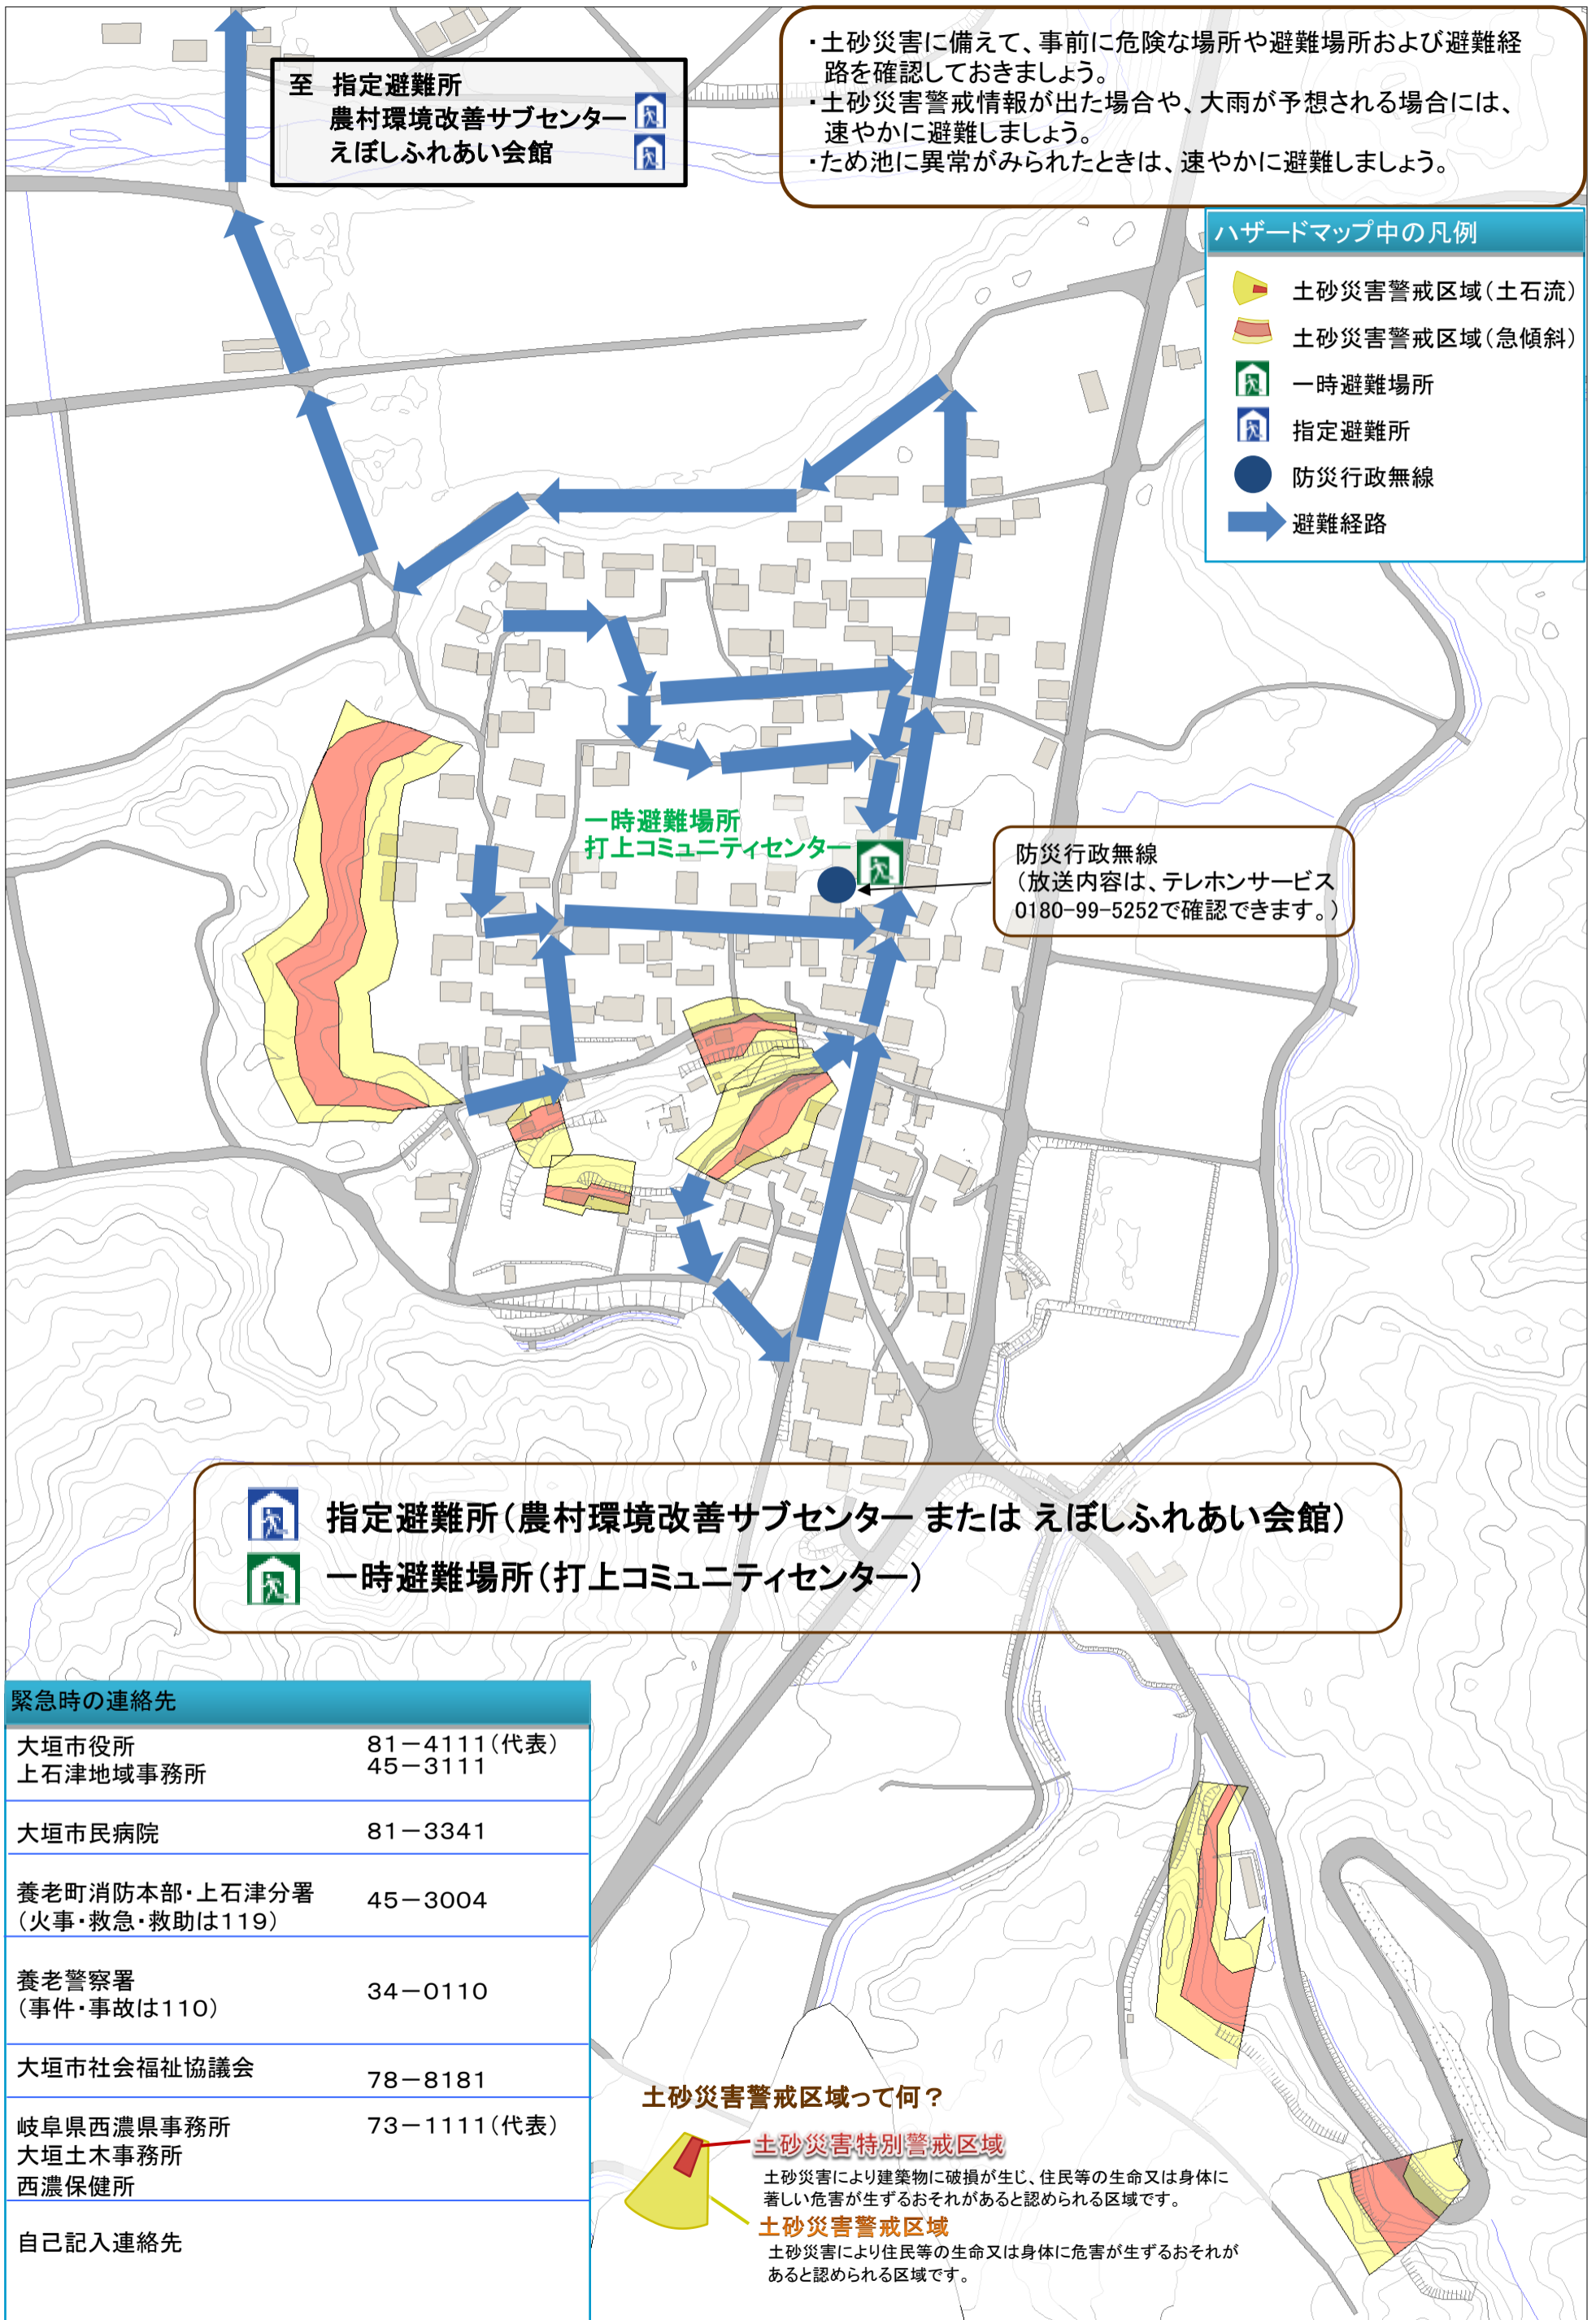 至 指定避難所
農村環境改善サブセンター
えぼしふれあい会館
・土砂災害に備えて、事前に危険な場所や避難場所および避難経
路を確認しておきましょう。
・土砂災害警戒情報が出た場合や、大雨が予想される場合には、
速やかに避難しましょう。
・ため池に異常がみられたときは、速やかに避難しましょう。
ハザードマップ中の凡例
土砂災害警戒区域(土石流)
土砂災害警戒区域(急傾斜)
一時避難場所
指定避難所
防災行政無線
避難経路
一時避難場所
打上コミュニティセンター
防災行政無線
(放送内容は、テレホンサービス
0180-99-5252で確認できます。)
指定避難所(農村環境改善サブセンター または えぼしふれあい会館)
一時避難場所(打上コミュニティセンター)
緊急時の連絡先
大垣市役所 81-4111(代表)
上石津地域事務所 45-3111
大垣市民病院 81-3341
養老町消防本部・上石津分署 45-3004
(火事・救急・救助は119)
養老警察署 34-0110
(事件・事故は110)
大垣市社会福祉協議会 78-8181
岐阜県西濃県事務所 73-1111(代表)
大垣土木事務所
西濃保健所
自己記入連絡先
土砂災害警戒区域って何?
土砂災害特別警戒区域
土砂災害により建築物に破損が生じ、住民等の生命又は身体に
著しい危害が生ずるおそれがあると認められる区域です。
土砂災害警戒区域
土砂災害により住民等の生命又は身体に危害が生ずるおそれが
あると認められる区域です。